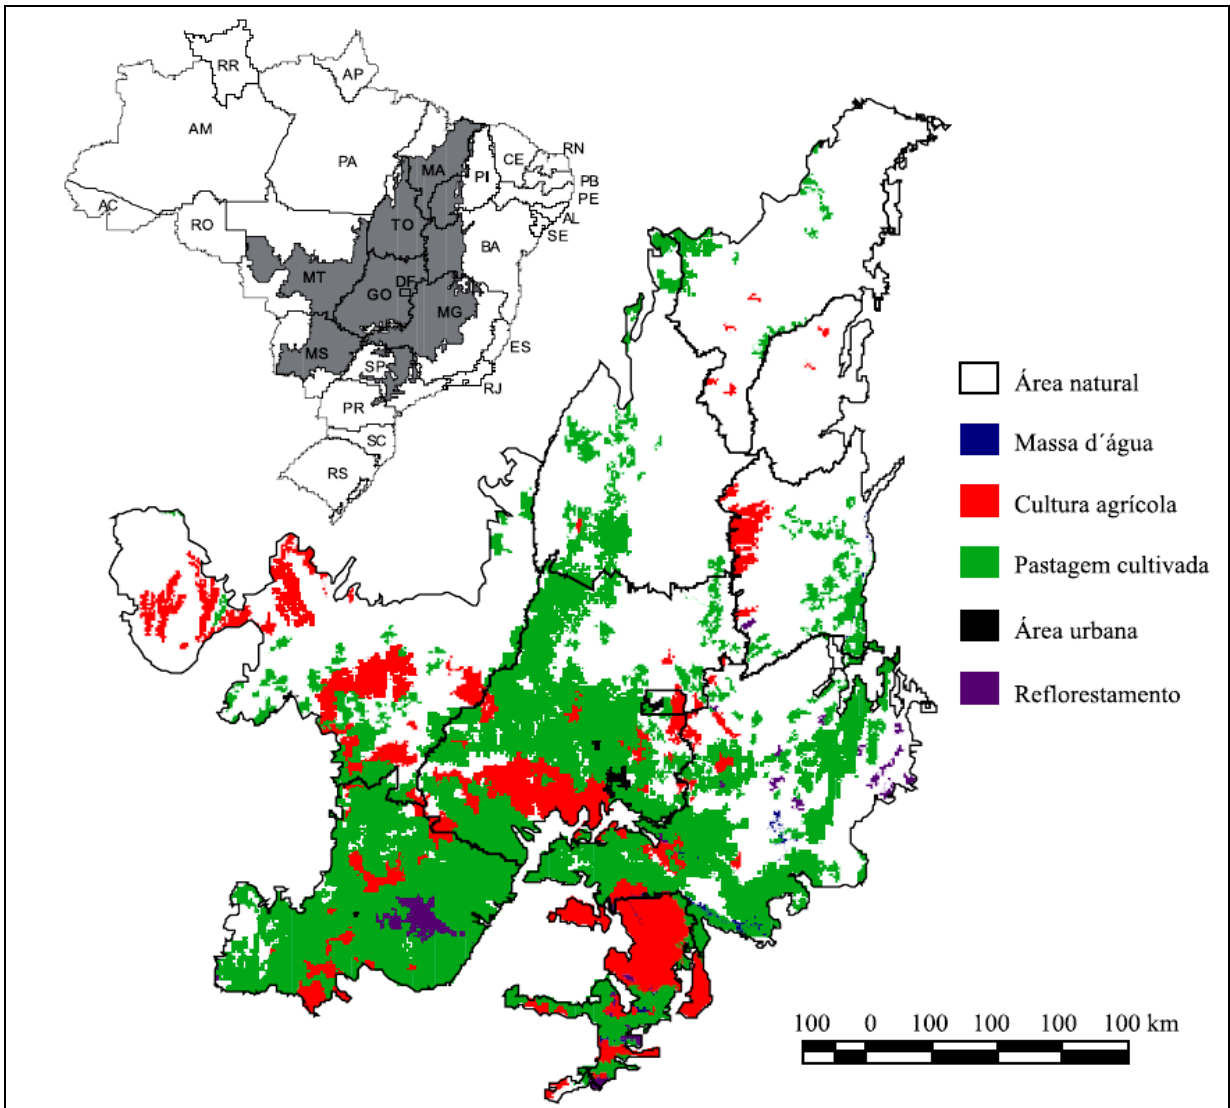 RR
AP
AM
PA
MA
CE
RN
PI
PB
PE
AC
AL
RO
TO
SE
BA
MT
DF
GO
MG
ES
MS
SP
RJ
PR
SC
RS
Área natural
Massa d´água
Cultura agrícola
Pastagem cultivada
Área urbana
Reflorestamento
100 0 100 100 100 100 km